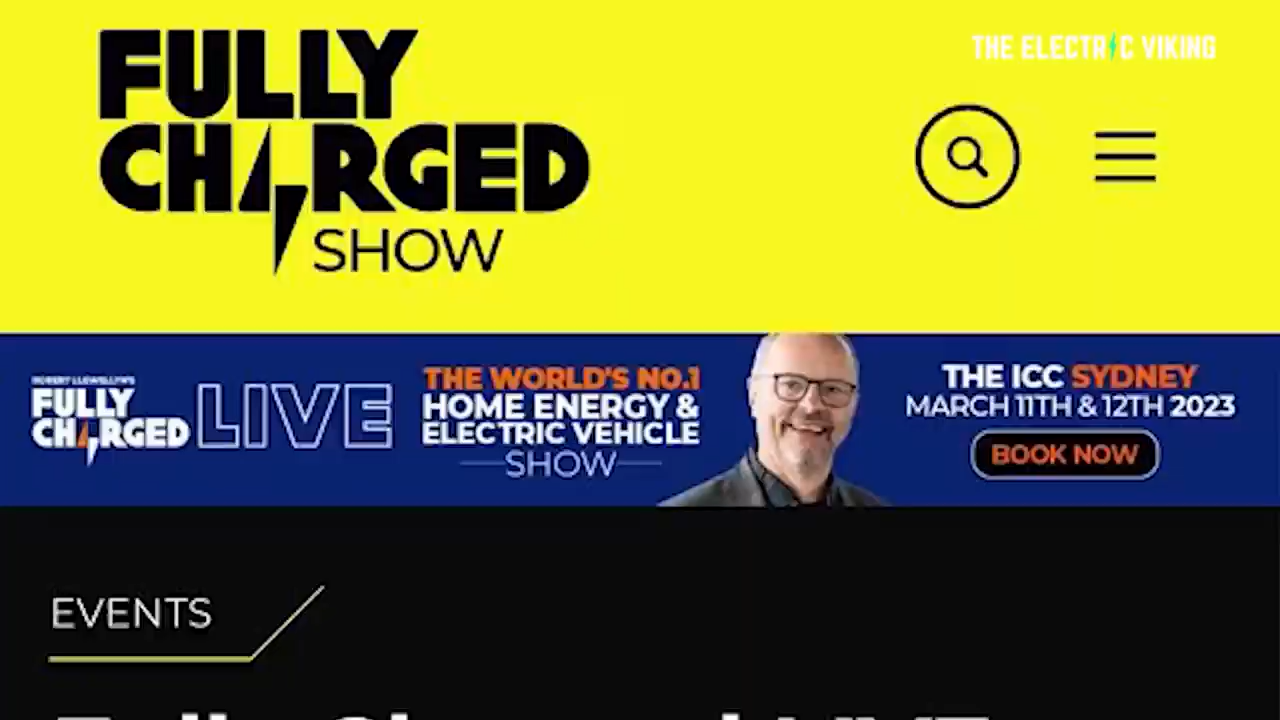 THE ELECTRIC VIKING
FULLY
CHARGED
SHOW
ROBERT LLEWELLYN'S
FULLY
CHARGED
LIVE
THE WORLD'S NO.1
HOME ENERGY &
ELECTRIC VEHICLE
SHOW
THE ICC SYDNEY
MARCH 11TH & 12TH 2023
BOOK NOW
EVENTS